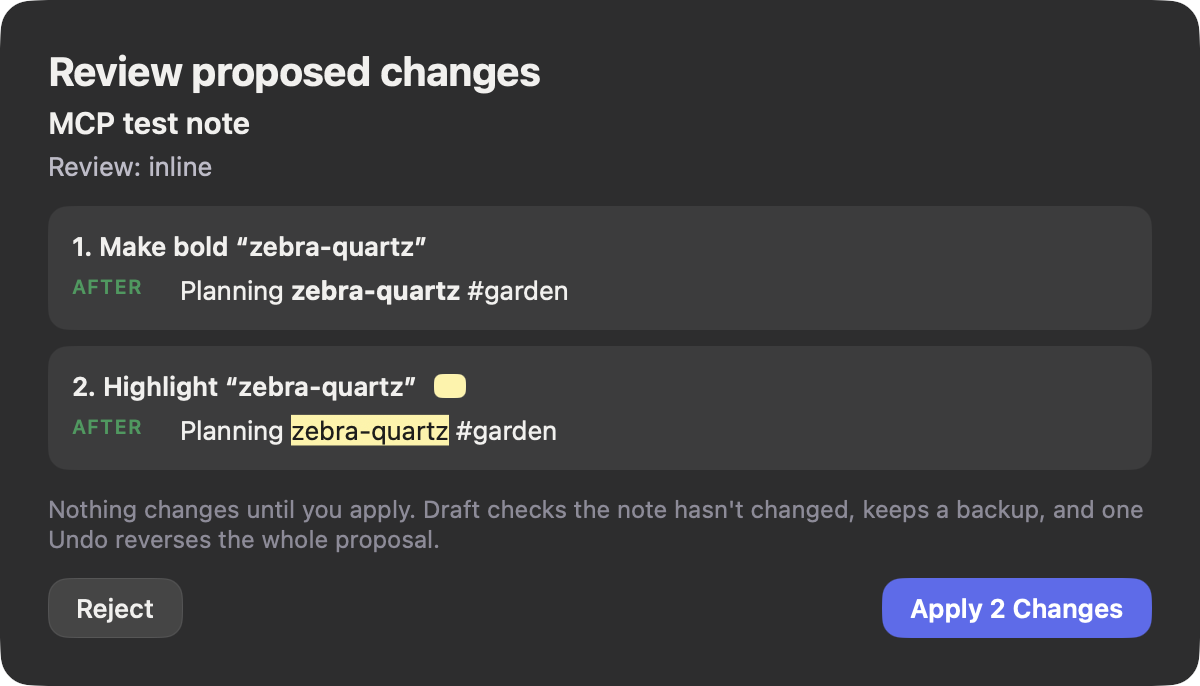 Review proposed changes
MCP test note
Review: inline
1. Make bold “zebra-quartz”
AFTER Planning zebra-quartz #garden
2. Highlight “zebra-quartz”
AFTER Planning zebra-quartz #garden
Nothing changes until you apply. Draft checks the note hasn't changed, keeps a backup, and one
Undo reverses the whole proposal.
Reject Apply 2 Changes